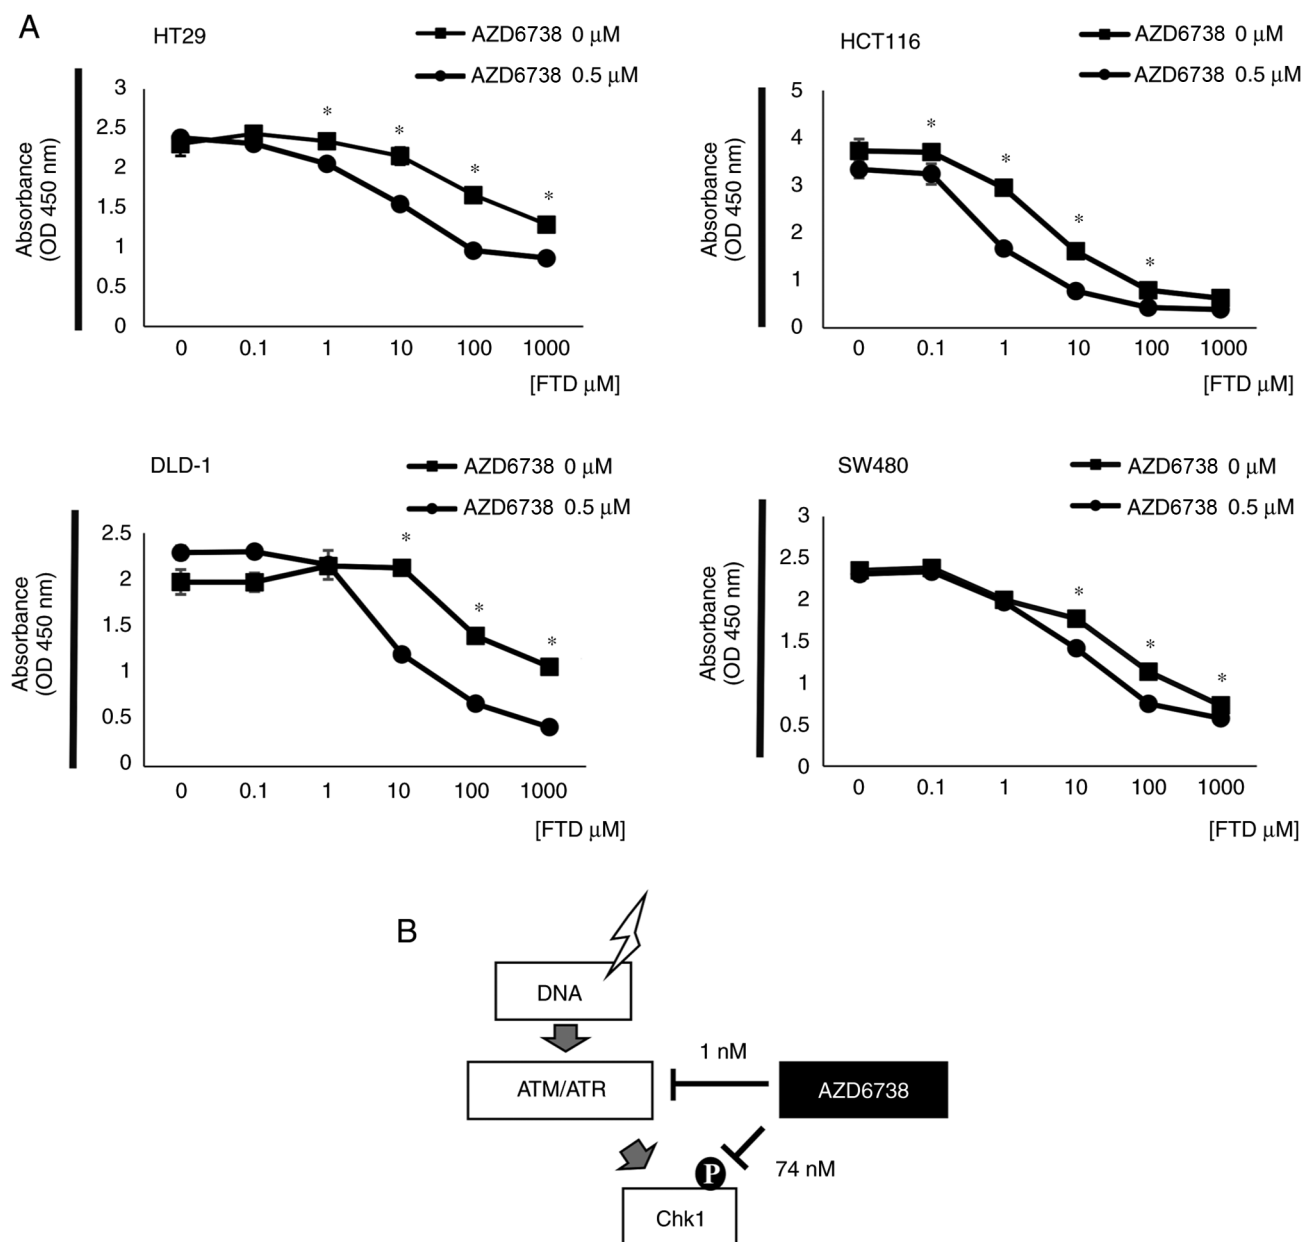 A
HT29
AZD6738 0 μM
AZD6738 0.5 μM
Absorbance
(OD 450 nm)
3
2.5
2
1.5
1
0.5
0
* * * *
0 0.1 1 10 100 1000
[FTD μM]
HCT116
AZD6738 0 μM
AZD6738 0.5 μM
Absorbance
(OD 450 nm)
5
4
3
2
1
0
* * * *
0 0.1 1 10 100 1000
[FTD μM]
DLD-1
AZD6738 0 μM
AZD6738 0.5 μM
Absorbance
(OD 450 nm)
2.5
2
1.5
1
0.5
0
* * *
0 0.1 1 10 100 1000
[FTD μM]
SW480
AZD6738 0 μM
AZD6738 0.5 μM
Absorbance
(OD 450 nm)
3
2.5
2
1.5
1
0.5
0
* * *
0 0.1 1 10 100 1000
[FTD μM]
B
DNA
1 nM
ATM/ATR
AZD6738
P
74 nM
Chk1